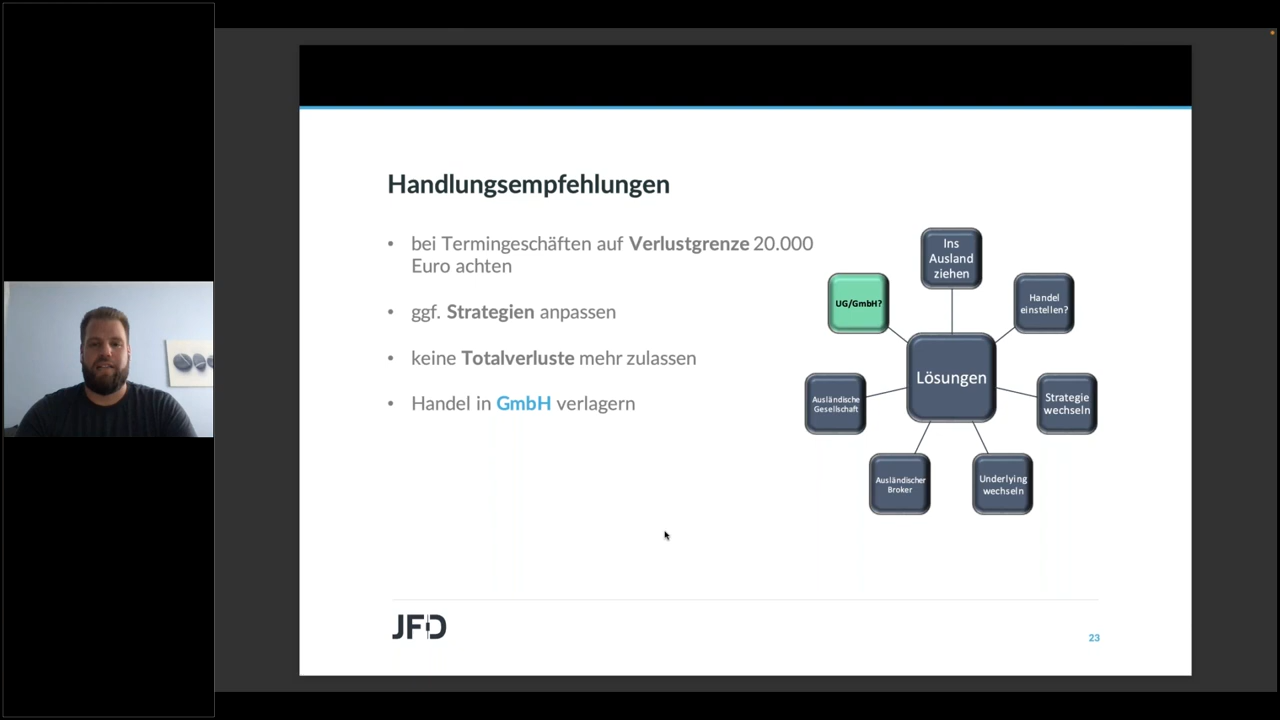 Handlungsempfehlungen
• bei Termingeschäften auf Verlustgrenze 20.000
Euro achten
• ggf. Strategien anpassen
• keine Totalverluste mehr zulassen
• Handel in GmbH verlagern
Ins
Ausland
ziehen
UG/GmbH?
Handel
einstellen?
Lösungen
Ausländische
Gesellschaft
Strategie
wechseln
Ausländischer
Broker
Underlying
wechseln
JFD
23